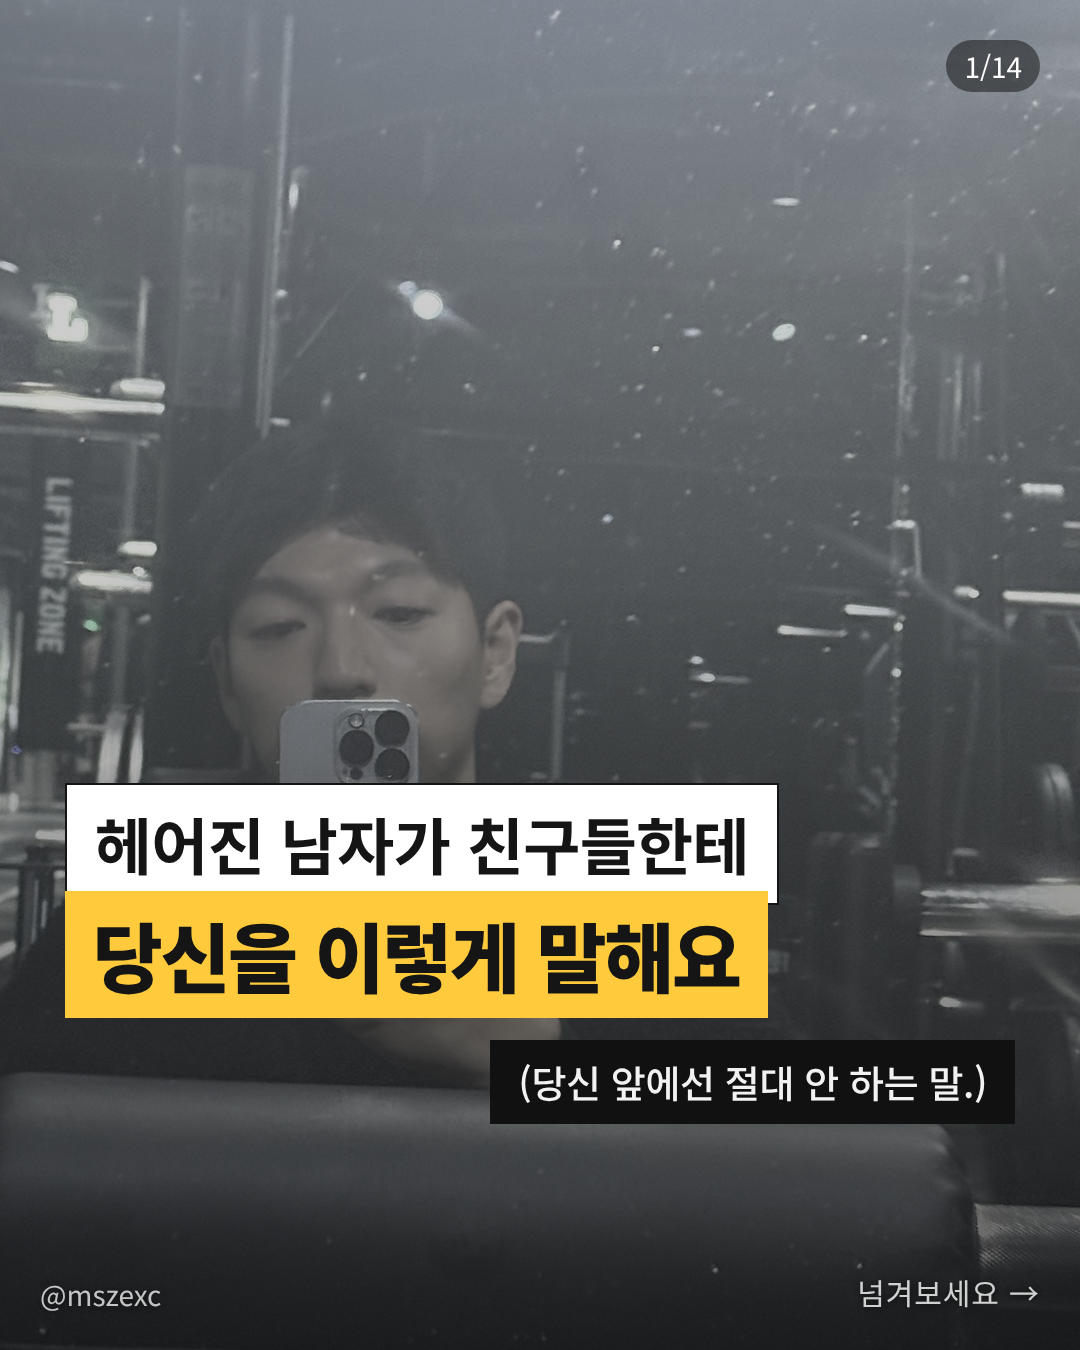 1/14
L
LIFTING ZONE
헤어진 남자가 친구들한테
당신을 이렇게 말해요
(당신 앞에선 절대 안 하는 말.)
@mszexc
넘겨보세요 →